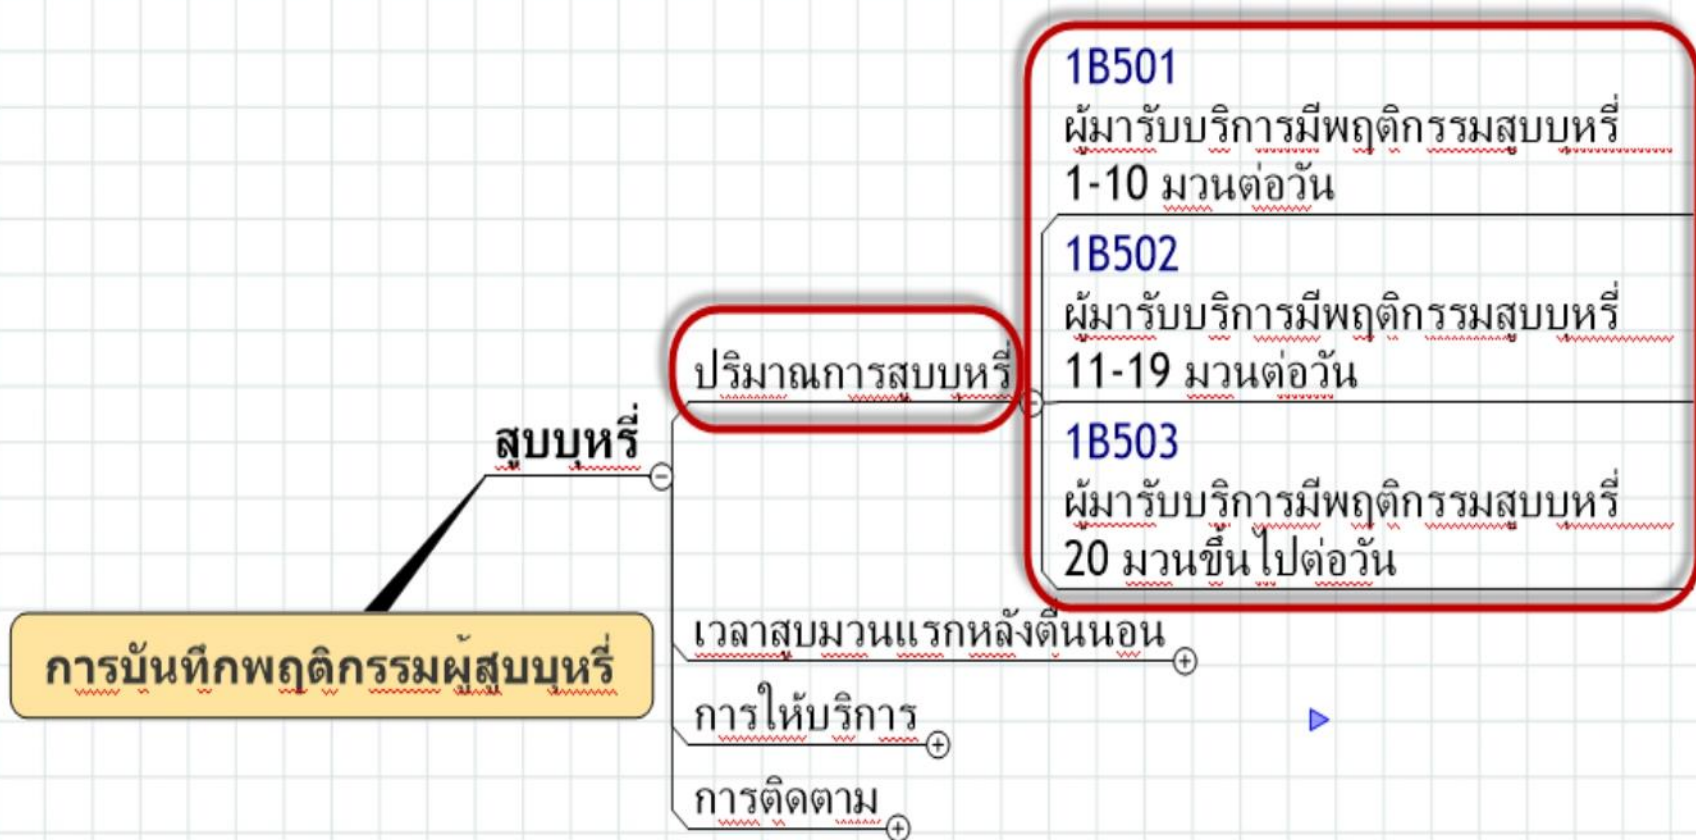 1B501
ผู้มารับบริการมีพฤติกรรมสูบบุหรี่
1-10 มวนต่อวัน
1B502
ผู้มารับบริการมีพฤติกรรมสูบบุหรี่
11-19 มวนต่อวัน
ปริมาณการสูบบุหรี่
1B503
ผู้มารับบริการมีพฤติกรรมสูบบุหรี่
20 มวนขึ้นไปต่อวัน
สูบบุหรี่
เวลาสูบมวนแรกหลังตื่นนอน
การบันทึกพฤติกรรมผู้สูบบุหรี่
การให้บริการ
การติดตาม